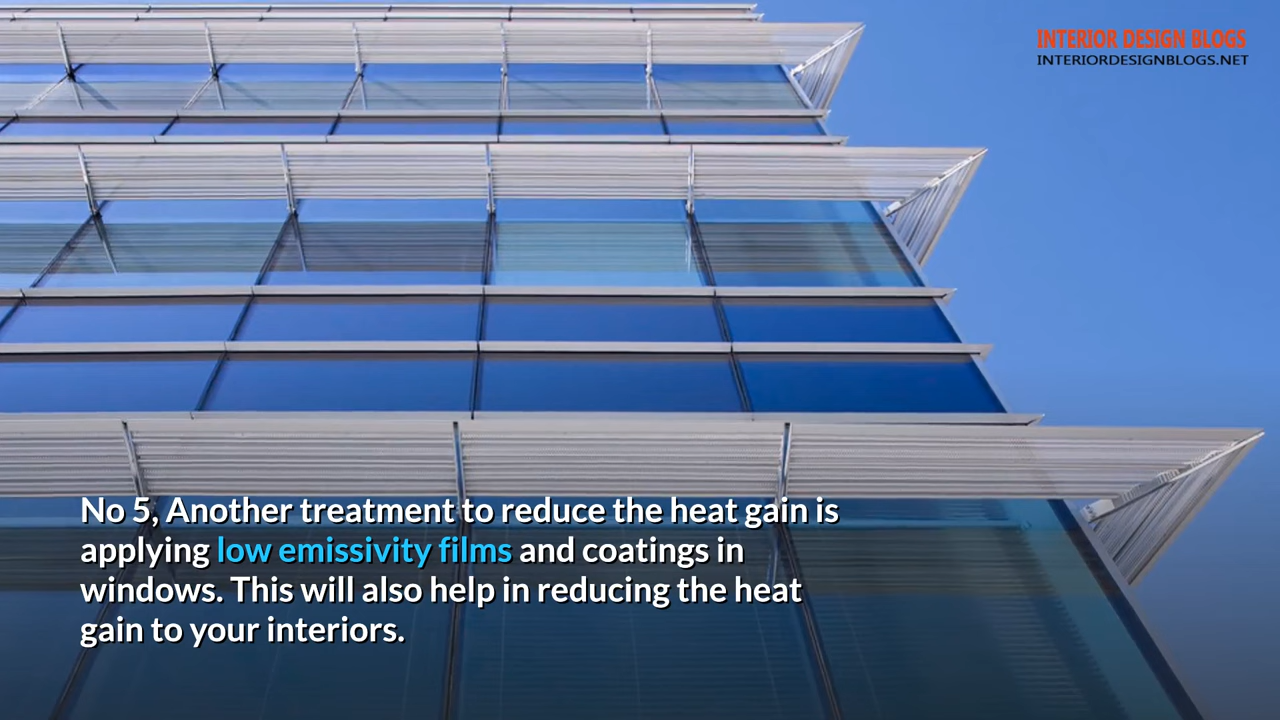 INTERIOR DESIGN BLOGS
INTERIORDESIGNBLOGS.NET
No 5, Another treatment to reduce the heat gain is
applying low emissivity films and coatings in
windows. This will also help in reducing the heat
gain to your interiors.